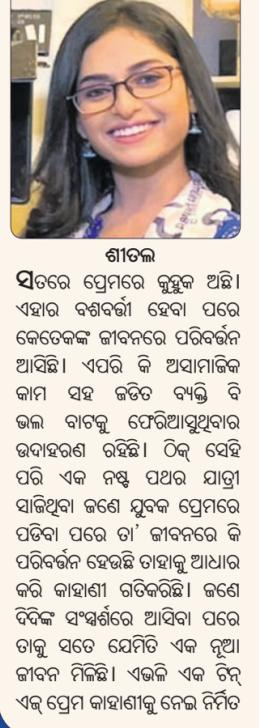 ଶୀତଲ
ସତରେ ପ୍ରେମରେ କୁହୁକ ଅଛି।
ଏହାର ବଶବର୍ତ୍ତୀ ହେବା ପରେ
କେତେକଙ୍କ ଜୀବନରେ ପରିବର୍ତ୍ତନ
ଆସିଛି। ଏପରି କି ଅସାମାଜିକ
କାମ ସହ ଜଡିତ ବ୍ୟକ୍ତି ବି
ଭଲ ବାଟକୁ ଫେରିଆସୁଥିବାର
ଉଦାହରଣ ରହିଛି। ଠିକ୍ ସେହି
ପରି ଏକ ନଷ୍ଟ ପଥର ଯାତ୍ରୀ
ସାଜିଥିବା ଜଣେ ଯୁବକ ପ୍ରେମରେ
ପଡିବା ପରେ ତା’ ଜୀବନରେ କି
ପରିବର୍ତ୍ତନ ହେଉଛି ତାହାକୁ ଆଧାର
କରି କାହାଣୀ ଗତିକରିଛି। ଜଣେ
ଦିଦିଙ୍କ ସଂସ୍ପର୍ଶରେ ଆସିବା ପରେ
ତାକୁ ସତେ ଯେମିତି ଏକ ନୂଆ
ଜୀବନ ମିଳିଛି। ଏଭଳି ଏକ ଟିନ୍
ଏଜ୍ ପ୍ରେମ କାହାଣୀକୁ ନେଇ ନିର୍ମିତ